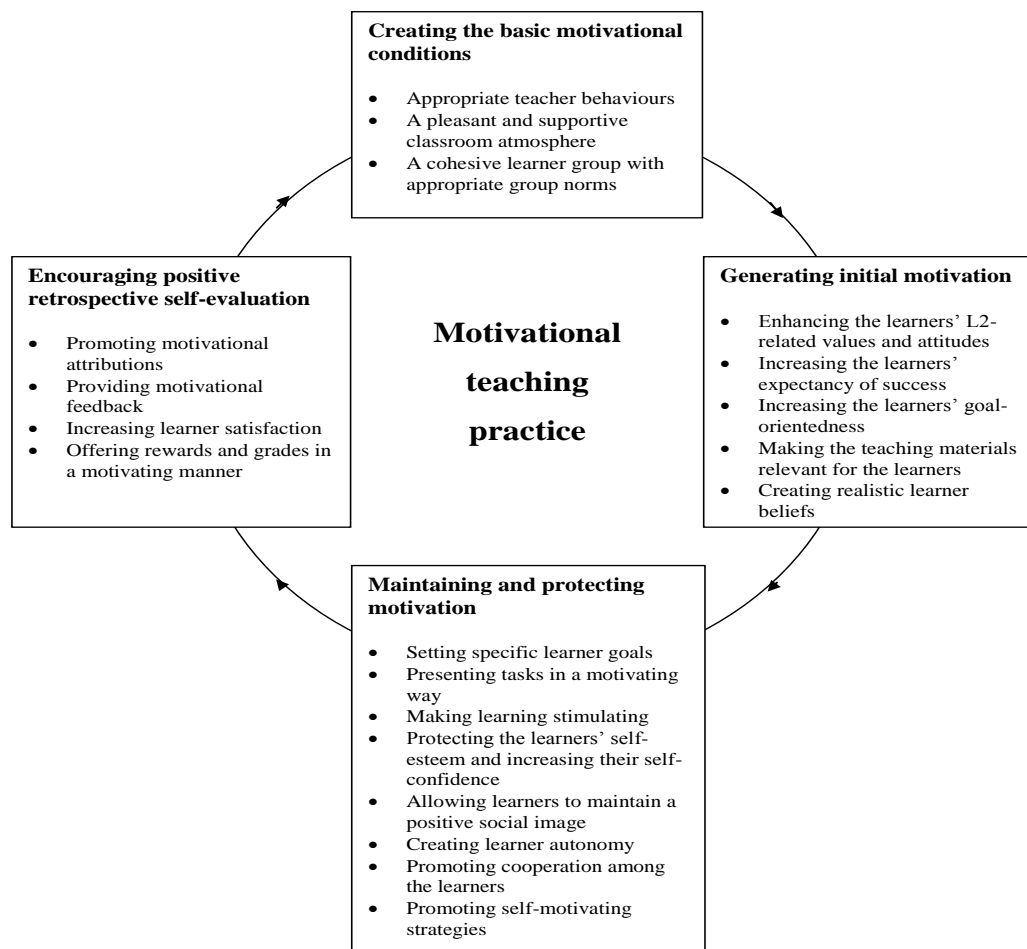 Creating the basic motivational
conditions
• Appropriate teacher behaviours
• A pleasant and supportive
classroom atmosphere
• A cohesive learner group with
appropriate group norms
Encouraging positive
retrospective self-evaluation
• Promoting motivational
attributions
• Providing motivational
feedback
• Increasing learner satisfaction
• Offering rewards and grades in
a motivating manner
Motivational
teaching
practice
Generating initial motivation
• Enhancing the learners’ L2-
related values and attitudes
• Increasing the learners’
expectancy of success
• Increasing the learners’ goal-
orientedness
• Making the teaching materials
relevant for the learners
• Creating realistic learner
beliefs
Maintaining and protecting
motivation
• Setting specific learner goals
• Presenting tasks in a motivating
way
• Making learning stimulating
• Protecting the learners’ self-
esteem and increasing their self-
confidence
• Allowing learners to maintain a
positive social image
• Creating learner autonomy
• Promoting cooperation among
the learners
• Promoting self-motivating
strategies